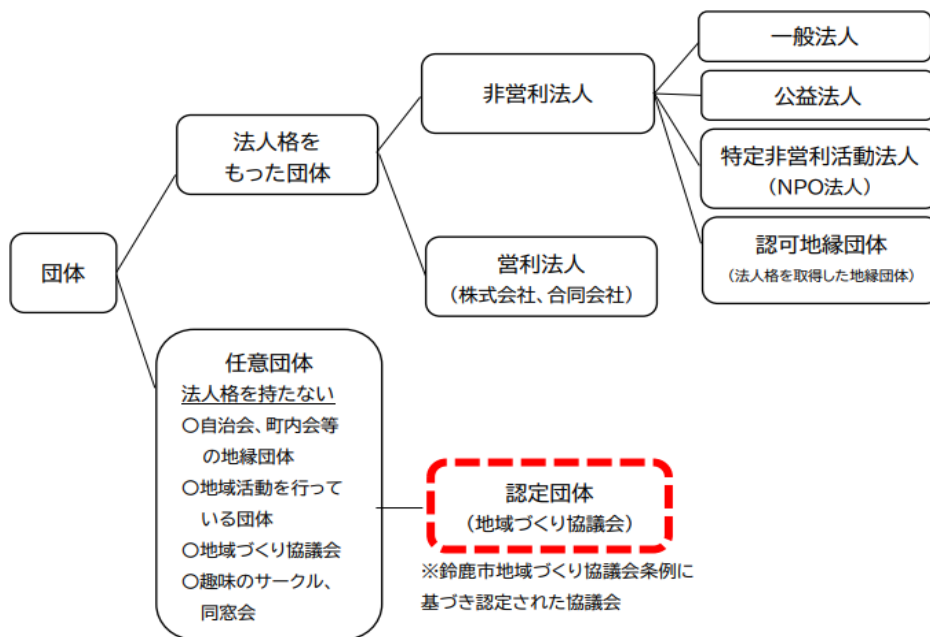 団体
法人格を
もった団体
非営利法人
一般法人
公益法人
特定非営利活動法人
（NPO法人）
認可地縁団体
（法人格を取得した地縁団体）
営利法人
（株式会社、合同会社）
任意団体
法人格を持たない
〇自治会、町内会等
の地縁団体
〇地域活動を行って
いる団体
〇地域づくり協議会
〇趣味のサークル、
同窓会
認定団体
（地域づくり協議会）
※鈴鹿市地域づくり協議会条例に
基づき認定された協議会